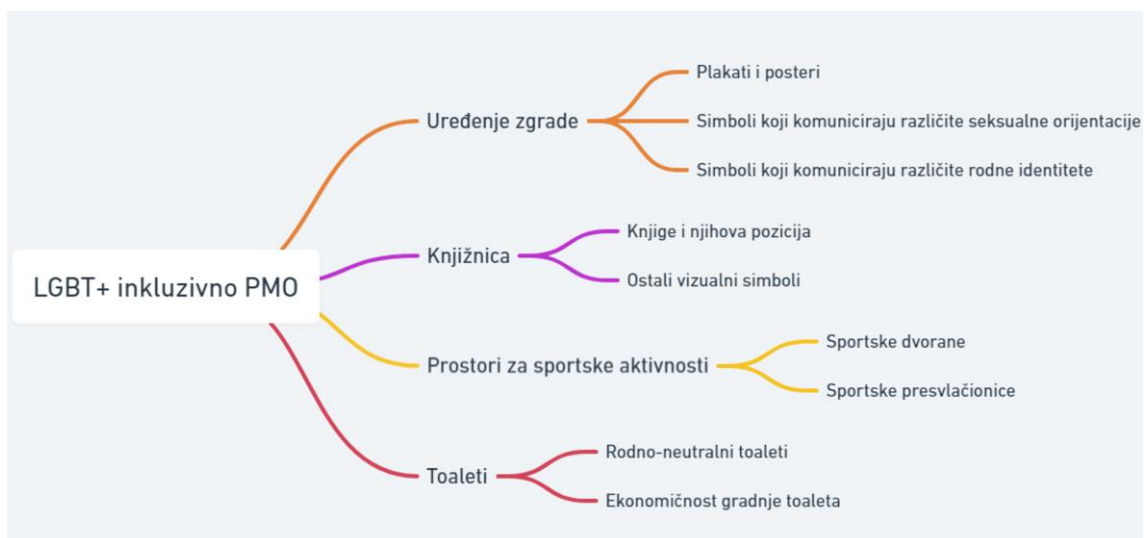 LGBT+ inkluzivno PMO
Uređenje zgrade
Plakati i posteri
Simboli koji komuniciraju različite seksualne orijentacije
Simboli koji komuniciraju različite rodne identitete
Knjižnica
Knjige i njihova pozicija
Ostali vizualni simboli
Prostori za sportske aktivnosti
Sportske dvorane
Sportske presvlačionice
Toaleti
Rodno-neutralni toaleti
Ekonomičnost gradnje toaleta